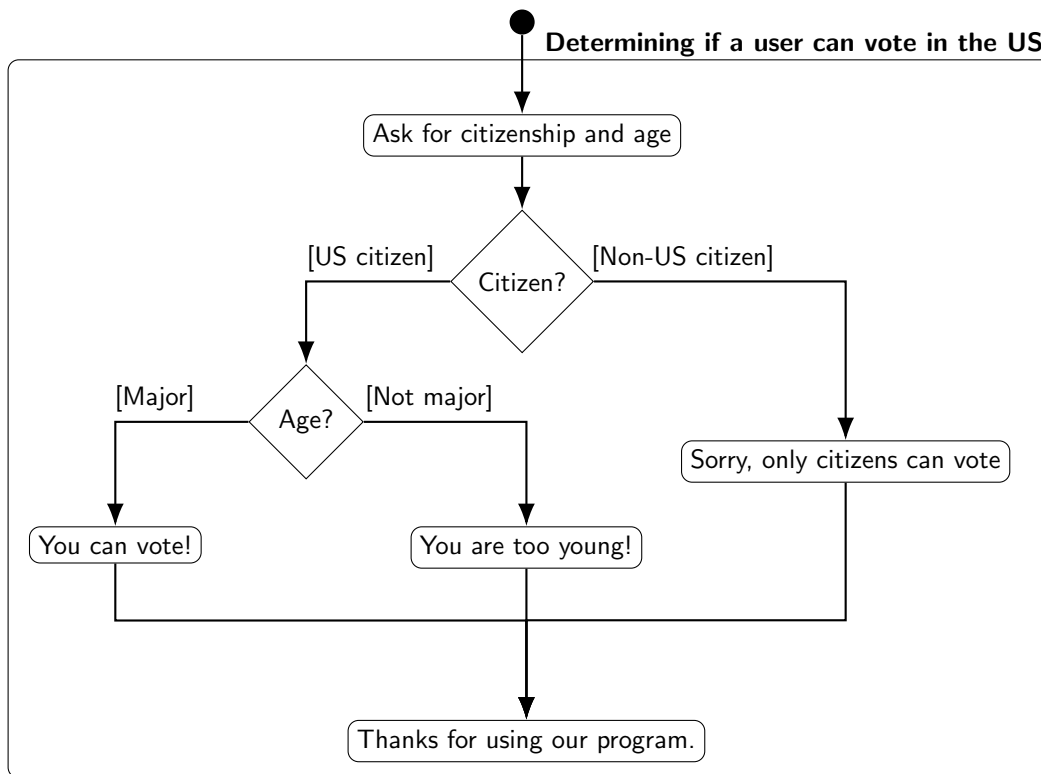 Determining if a user can vote in the US
Ask for citizenship and age
[US citizen]
Citizen?
[Non-US citizen]
[Major]
Age?
[Not major]
Sorry, only citizens can vote
You can vote!
You are too young!
Thanks for using our program.